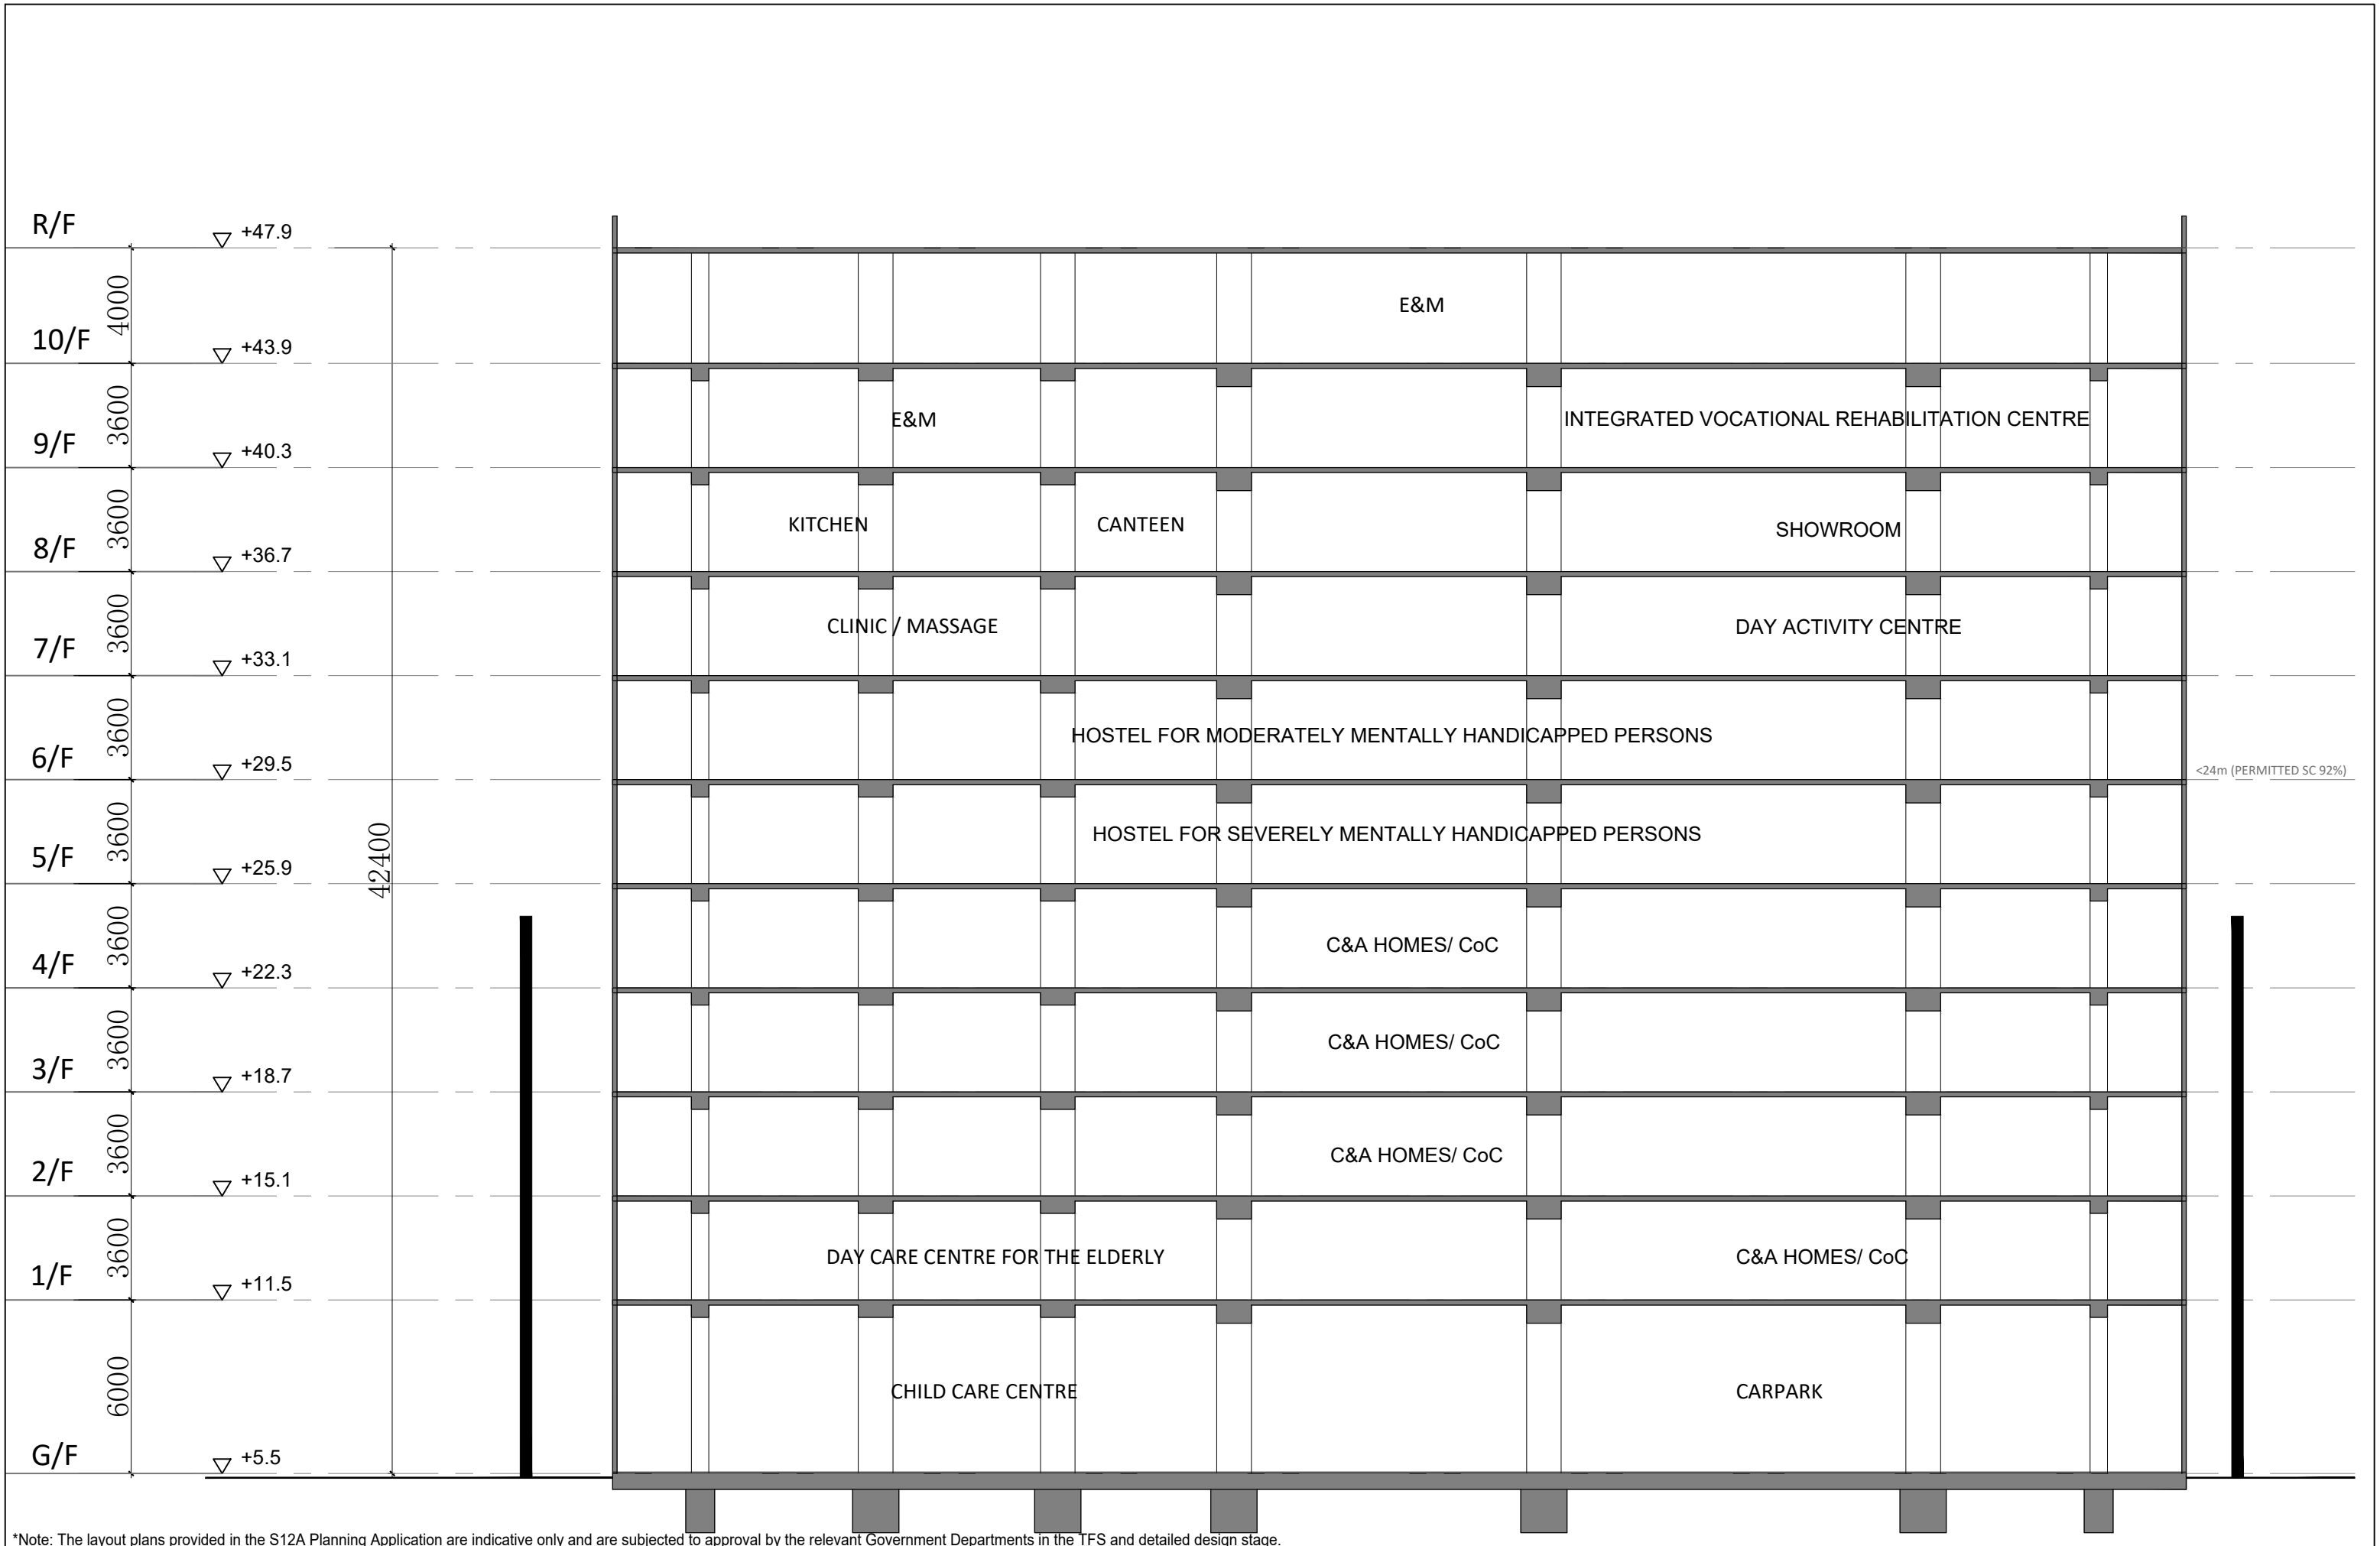 R/F
+47.9
4000
E&M
10/F
+43.9
3600
E&M
INTEGRATED VOCATIONAL REHABILITATION CENTRE
9/F
+40.3
3600
KITCHEN
CANTEEN
SHOWROOM
8/F
+36.7
3600
CLINIC / MASSAGE
DAY ACTIVITY CENTRE
7/F
+33.1
3600
HOSTEL FOR MODERATELY MENTALLY HANDICAPPED PERSONS
6/F
+29.5
<24m (PERMITTED SC 92%)
3600
HOSTEL FOR SEVERELY MENTALLY HANDICAPPED PERSONS
5/F
+25.9
42400
3600
C&A HOMES/ CoC
4/F
+22.3
3600
C&A HOMES/ CoC
3/F
+18.7
3600
C&A HOMES/ CoC
2/F
+15.1
3600
DAY CARE CENTRE FOR THE ELDERLY
C&A HOMES/ CoC
1/F
+11.5
6000
CHILD CARE CENTRE
CARPARK
G/F
+5.5
*Note: The layout plans provided in the S12A Planning Application are indicative only and are subjected to approval by the relevant Government Departments in the TFS and detailed design stage.